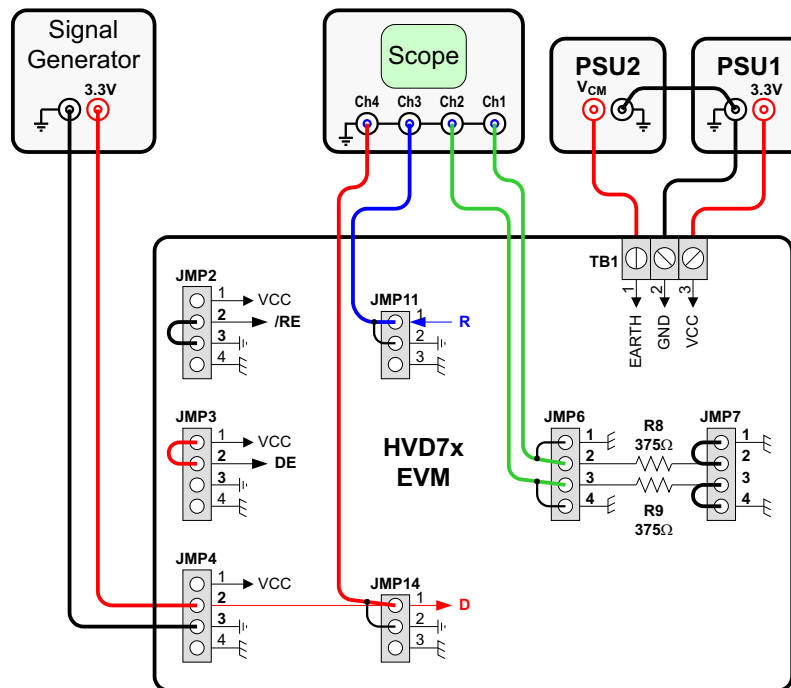 Signal
Generator
3.3V
Scope
Ch4 Ch3 Ch2 Ch1
PSU2
VCM
PSU1
3.3V
TB1
1 2 3
EARTH
GND
VCC
JMP2
1 VCC
2 /RE
3
4
JMP11
1 R
2
3
JMP3
1 VCC
2 DE
3
4
HVD7x
EVM
JMP6
1
2
3
4
R8
375Ω
R9
375Ω
JMP7
1
2
3
4
JMP4
1 VCC
2
3
4
JMP14
1 D
2
3